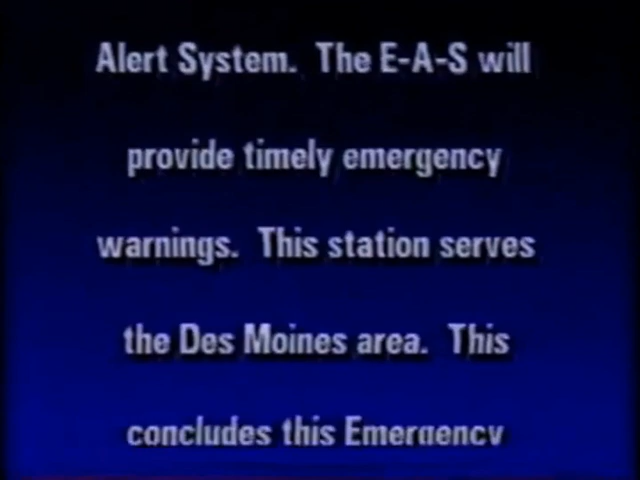 Alert System. The E-A-S will
provide timely emergency
warnings. This station serves
the Des Moines area. This
concludes this Emergency